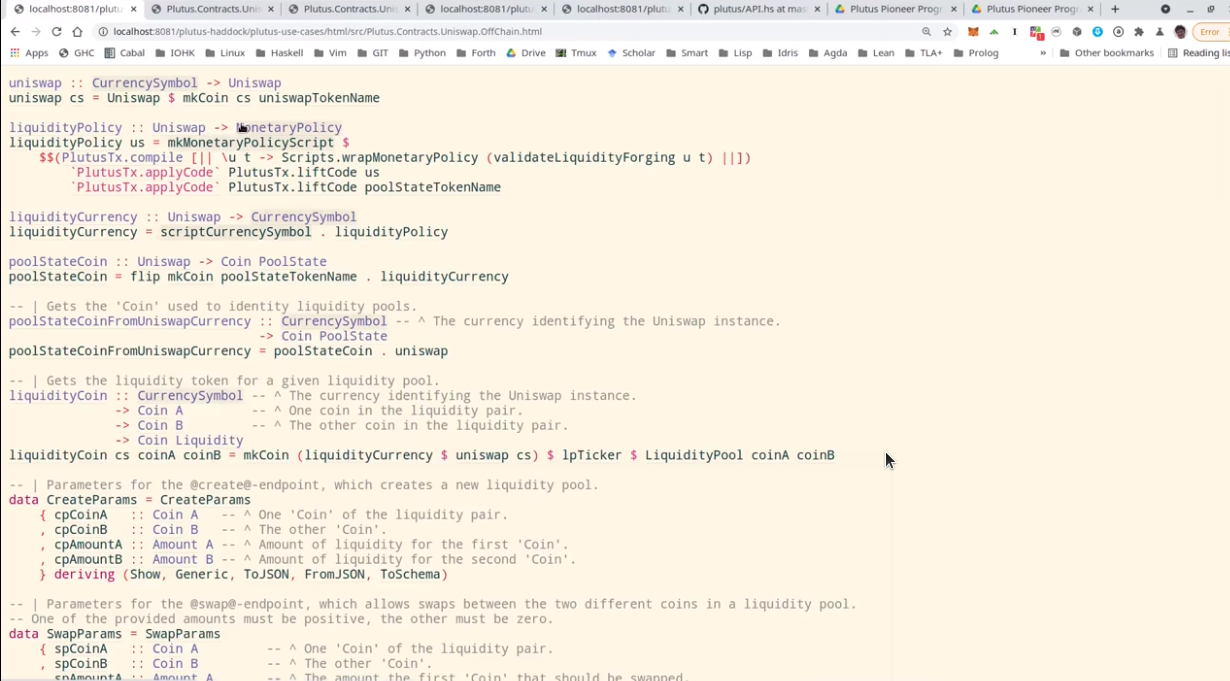 localhost:8081/plutu
Plutus.Contracts.Unis
Plutus.Contracts.Uni
localhost:8081/plutu
localhost:8081/plutu
plutus/API.hs at mas
Plutus Pioneer Progr
Plutus Pioneer Progr
localhost:8081/plutus-haddock/plutus-use-cases/html/src/Plutus.Contracts.Uniswap.OffChain.html
Error
Apps GHC Cabal IOHK Linux Haskell Vim GIT Python Forth Drive Tmux Scholar Smart Lisp Idris Agda Lean TLA+ Prolog » Other bookmarks Reading lis
uniswap :: CurrencySymbol -> Uniswap
uniswap cs = Uniswap $ mkCoin cs uniswapTokenName
liquidityPolicy :: Uniswap -> MonetaryPolicy
liquidityPolicy us = mkMonetaryPolicyScript $
$$(PlutusTx.compile [|| \u t -> Scripts.wrapMonetaryPolicy (validateLiquidityForging u t) ||])
`PlutusTx.applyCode` PlutusTx.liftCode us
`PlutusTx.applyCode` PlutusTx.liftCode poolStateTokenName
liquidityCurrency :: Uniswap -> CurrencySymbol
liquidityCurrency = scriptCurrencySymbol . liquidityPolicy
poolStateCoin :: Uniswap -> Coin PoolState
poolStateCoin = flip mkCoin poolStateTokenName . liquidityCurrency
-- | Gets the 'Coin' used to identity liquidity pools.
poolStateCoinFromUniswapCurrency :: CurrencySymbol -- ^ The currency identifying the Uniswap instance.
-> Coin PoolState
poolStateCoinFromUniswapCurrency = poolStateCoin . uniswap
-- | Gets the liquidity token for a given liquidity pool.
liquidityCoin :: CurrencySymbol -- ^ The currency identifying the Uniswap instance.
-> Coin A -- ^ One coin in the liquidity pair.
-> Coin B -- ^ The other coin in the liquidity pair.
-> Coin Liquidity
liquidityCoin cs coinA coinB = mkCoin (liquidityCurrency $ uniswap cs) $ lpTicker $ LiquidityPool coinA coinB
-- | Parameters for the @create@-endpoint, which creates a new liquidity pool.
data CreateParams = CreateParams
{ cpCoinA :: Coin A -- ^ One 'Coin' of the liquidity pair.
, cpCoinB :: Coin B -- ^ The other 'Coin'.
, cpAmountA :: Amount A -- ^ Amount of liquidity for the first 'Coin'.
, cpAmountB :: Amount B -- ^ Amount of liquidity for the second 'Coin'.
} deriving (Show, Generic, ToJSON, FromJSON, ToSchema)
-- | Parameters for the @swap@-endpoint, which allows swaps between the two different coins in a liquidity pool.
-- One of the provided amounts must be positive, the other must be zero.
data SwapParams = SwapParams
{ spCoinA :: Coin A -- ^ One 'Coin' of the liquidity pair.
, spCoinB :: Coin B -- ^ The other 'Coin'.
, spAmountA :: Amount A -- ^ The amount the first 'Coin' that should be swapped.